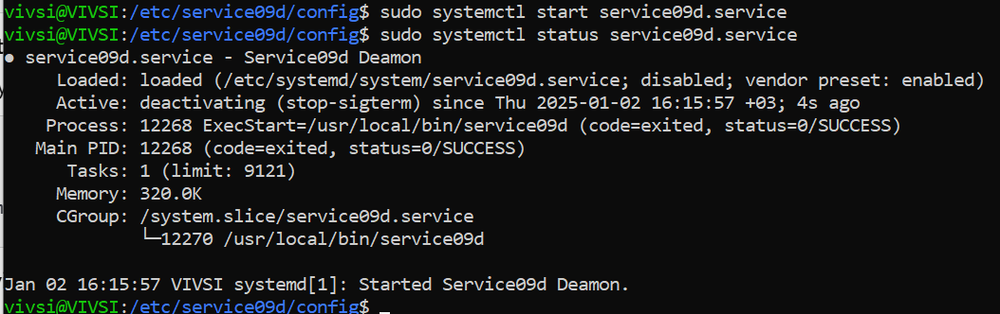 vivsi@VIVSI:/etc/service09d/config$ sudo systemctl start service09d.service
vivsi@VIVSI:/etc/service09d/config$ sudo systemctl status service09d.service
● service09d.service - Service09d Deamon
Loaded: loaded (/etc/systemd/system/service09d.service; disabled; vendor preset: enabled)
Active: deactivating (stop-sigterm) since Thu 2025-01-02 16:15:57 +03; 4s ago
Process: 12268 ExecStart=/usr/local/bin/service09d (code=exited, status=0/SUCCESS)
Main PID: 12268 (code=exited, status=0/SUCCESS)
Tasks: 1 (limit: 9121)
Memory: 320.0K
CGroup: /system.slice/service09d.service
└─12270 /usr/local/bin/service09d
Jan 02 16:15:57 VIVSI systemd[1]: Started Service09d Deamon.
vivsi@VIVSI:/etc/service09d/config$ _